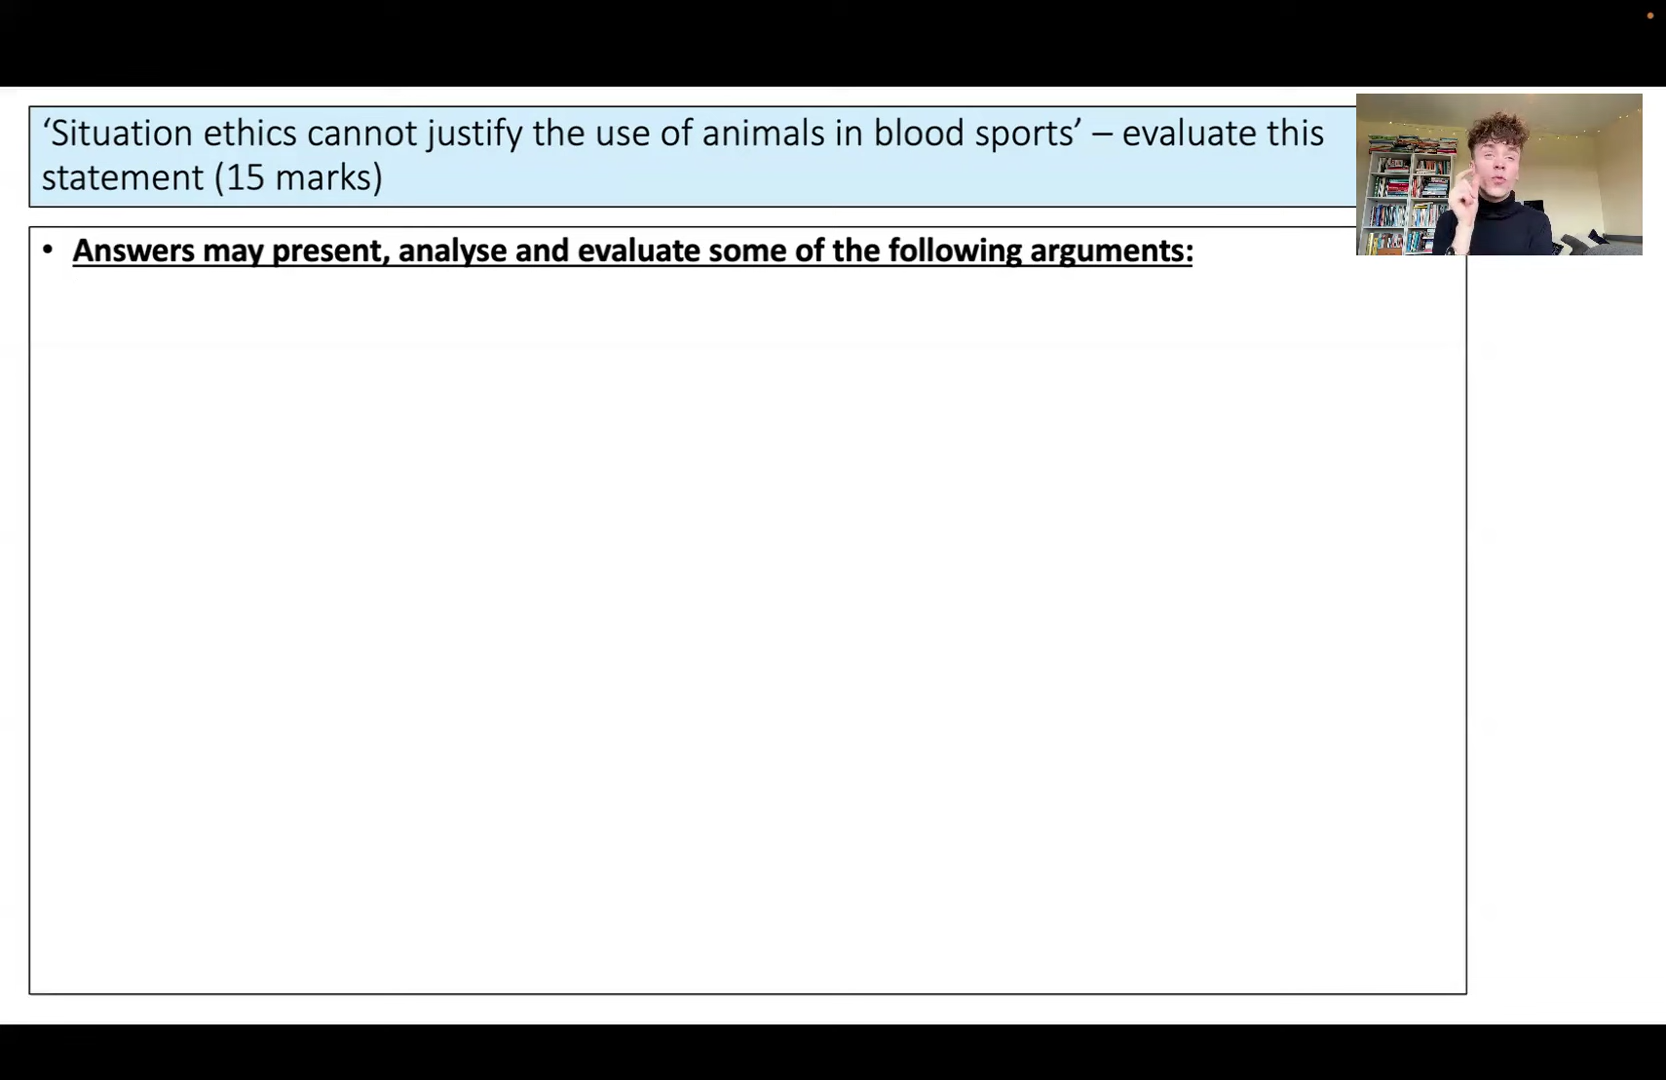 ‘Situation ethics cannot justify the use of animals in blood sports’ – evaluate this
statement (15 marks)
• Answers may present, analyse and evaluate some of the following arguments: